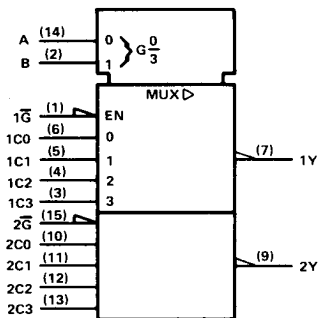 A (14) 0 } G 0/3
B (2) 1
MUX ▷
1G̅ (1) EN
1C0 (6) 0
1C1 (5) 1 (7) 1Y
1C2 (4) 2
1C3 (3) 3
2G̅ (15)
2C0 (10)
2C1 (11) (9) 2Y
2C2 (12)
2C3 (13)